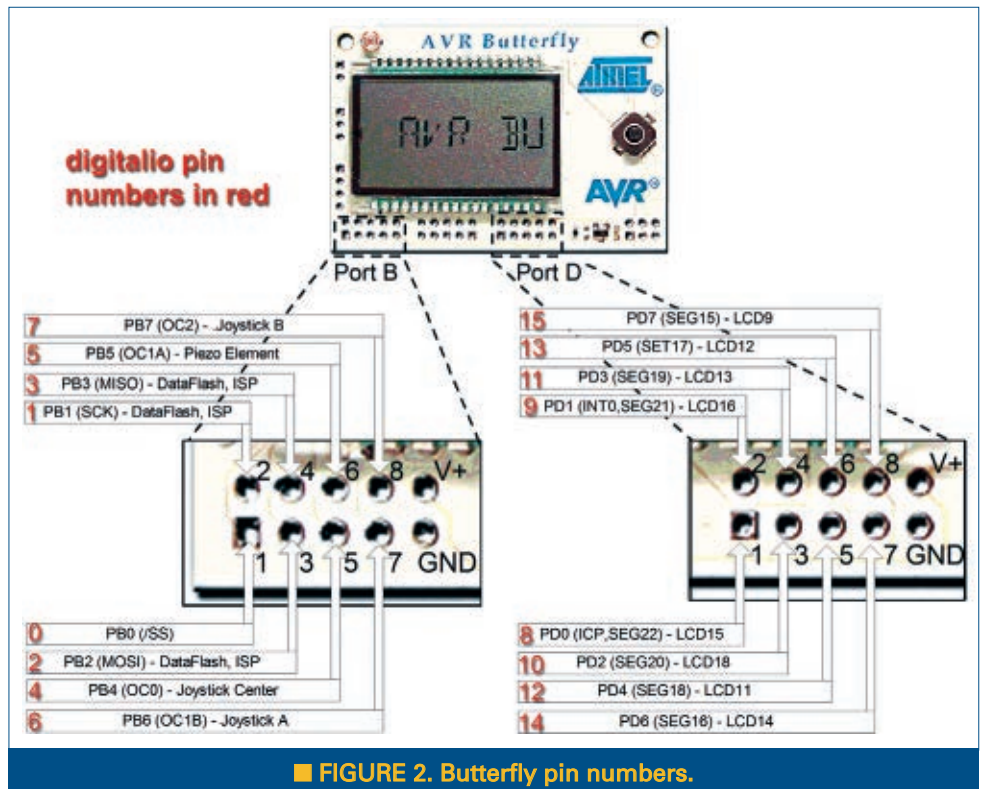 AVR Butterfly
ATMEL
AVR BU
AVR®
digitalio pin
numbers in red
Port B
Port D
7 PB7 (OC2) - Joystick B
5 PB5 (OC1A) - Piezo Element
3 PB3 (MISO) - DataFlash, ISP
1 PB1 (SCK) - DataFlash, ISP
15 PD7 (SEG15) - LCD9
13 PD5 (SET17) - LCD12
11 PD3 (SEG19) - LCD13
9 PD1 (INT0,SEG21) - LCD16
2 4 6 8 V+
1 3 5 7 GND
2 4 6 8 V+
1 3 5 7 GND
0 PB0 (/SS)
2 PB2 (MOSI) - DataFlash, ISP
4 PB4 (OC0) - Joystick Center
6 PB6 (OC1B) - Joystick A
8 PD0 (ICP,SEG22) - LCD15
10 PD2 (SEG20) - LCD18
12 PD4 (SEG18) - LCD11
14 PD6 (SEG16) - LCD14
■ FIGURE 2. Butterfly pin numbers.